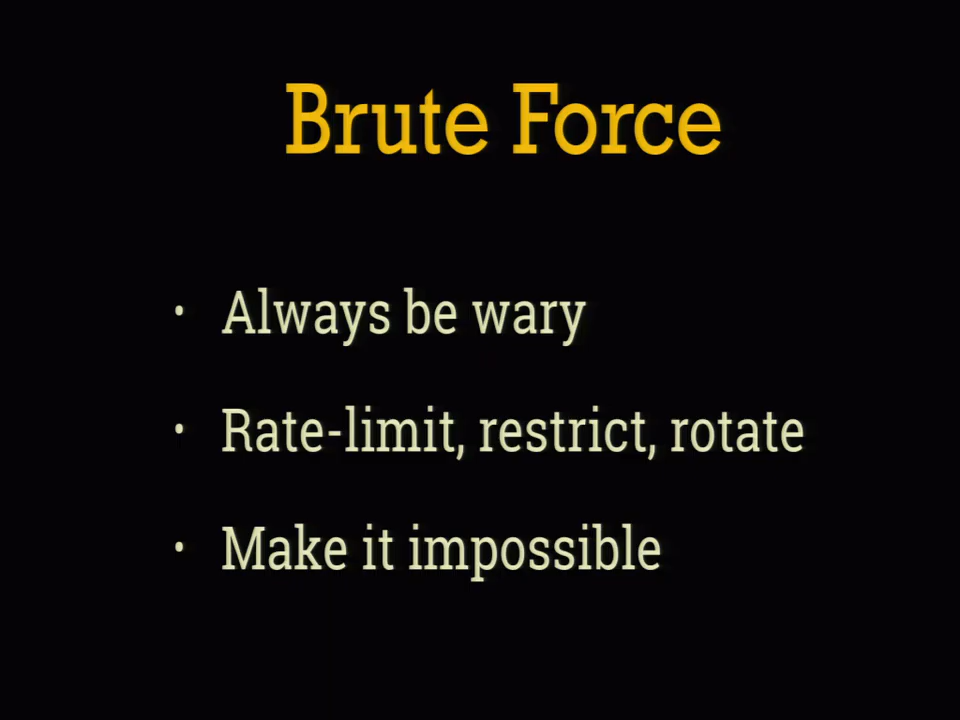 Brute Force
• Always be wary
• Rate-limit, restrict, rotate
• Make it impossible